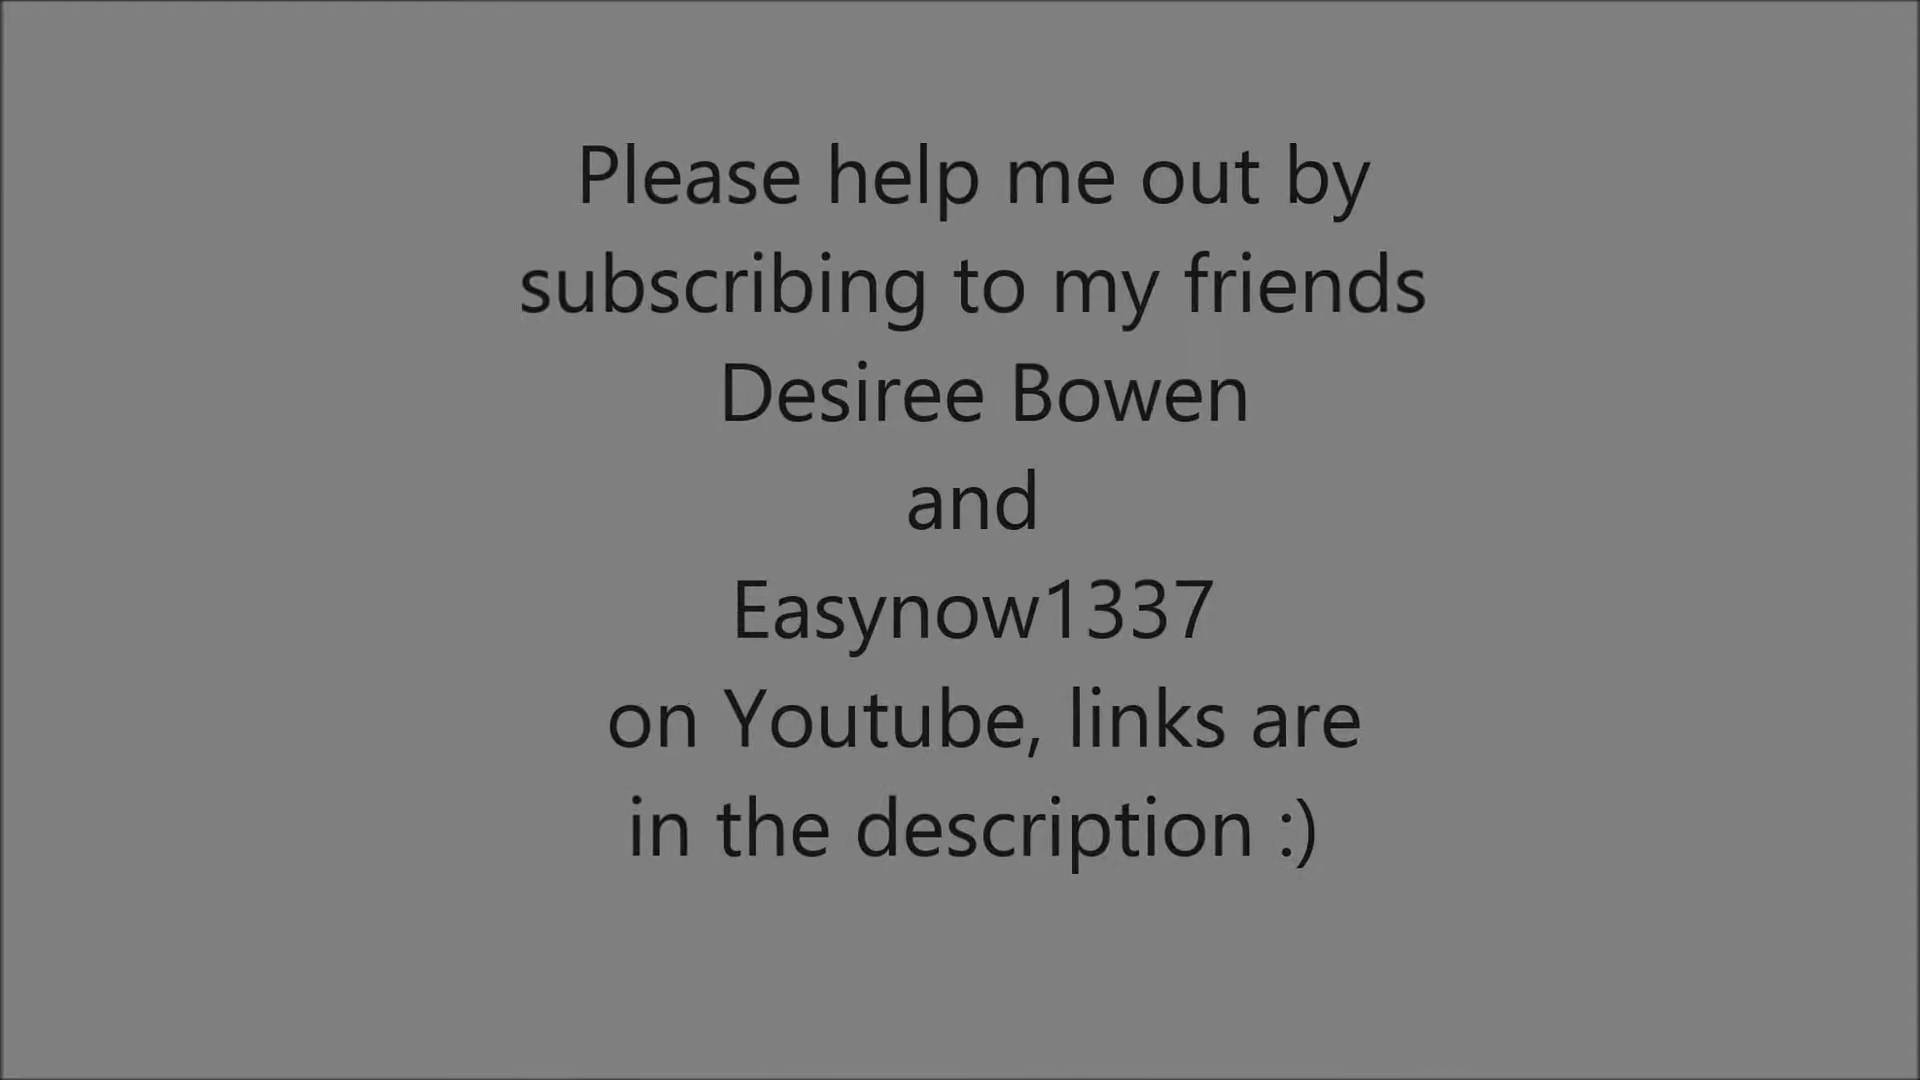 Please help me out by
subscribing to my friends
Desiree Bowen
and
Easynow1337
on Youtube, links are
in the description :)